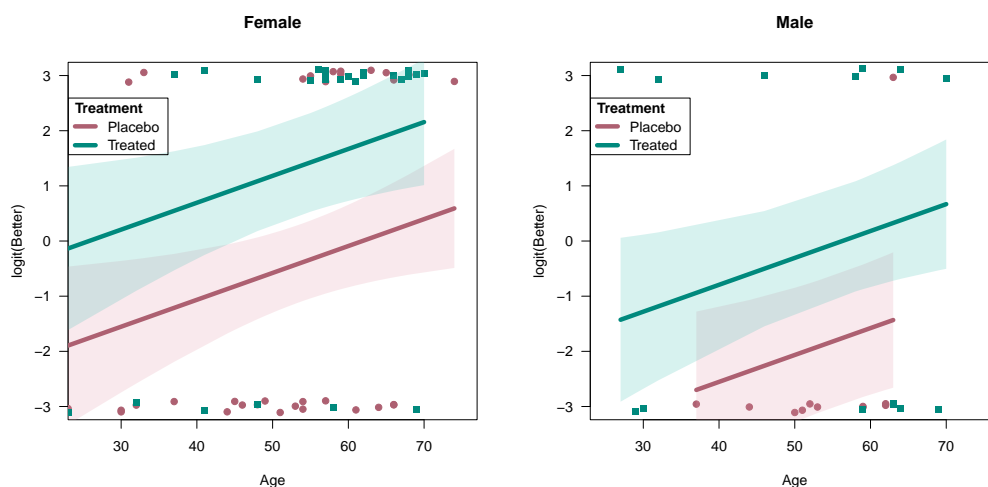 Female
3
2
1
0
−1
−2
−3
logit(Better)
Treatment
Placebo
Treated
30 40 50 60 70
Age
Male
3
2
1
0
−1
−2
−3
logit(Better)
Treatment
Placebo
Treated
30 40 50 60 70
Age